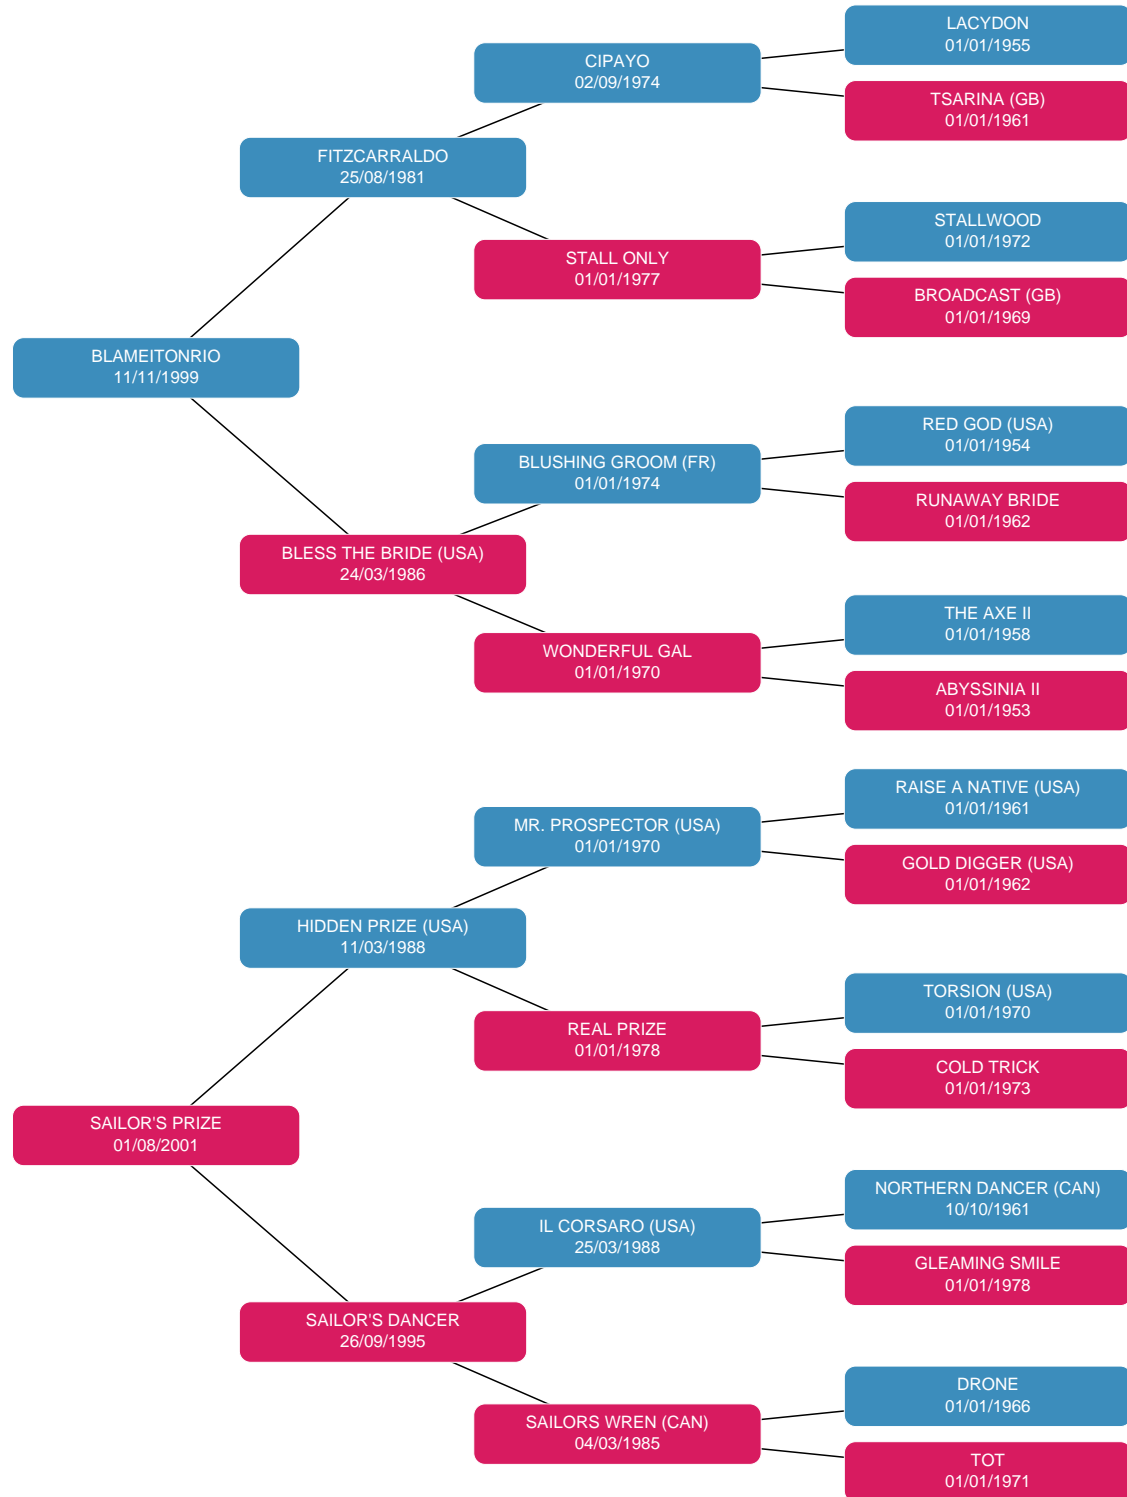 LACYDON
01/01/1955
CIPAYO
02/09/1974
TSARINA (GB)
01/01/1961
FITZCARRALDO
25/08/1981
STALLWOOD
01/01/1972
STALL ONLY
01/01/1977
BROADCAST (GB)
01/01/1969
BLAMEITONRIO
11/11/1999
RED GOD (USA)
01/01/1954
BLUSHING GROOM (FR)
01/01/1974
RUNAWAY BRIDE
01/01/1962
BLESS THE BRIDE (USA)
24/03/1986
THE AXE II
01/01/1958
WONDERFUL GAL
01/01/1970
ABYSSINIA II
01/01/1953
RAISE A NATIVE (USA)
01/01/1961
MR. PROSPECTOR (USA)
01/01/1970
GOLD DIGGER (USA)
01/01/1962
HIDDEN PRIZE (USA)
11/03/1988
TORSION (USA)
01/01/1970
REAL PRIZE
01/01/1978
COLD TRICK
01/01/1973
SAILOR'S PRIZE
01/08/2001
NORTHERN DANCER (CAN)
10/10/1961
IL CORSARO (USA)
25/03/1988
GLEAMING SMILE
01/01/1978
SAILOR'S DANCER
26/09/1995
DRONE
01/01/1966
SAILORS WREN (CAN)
04/03/1985
TOT
01/01/1971